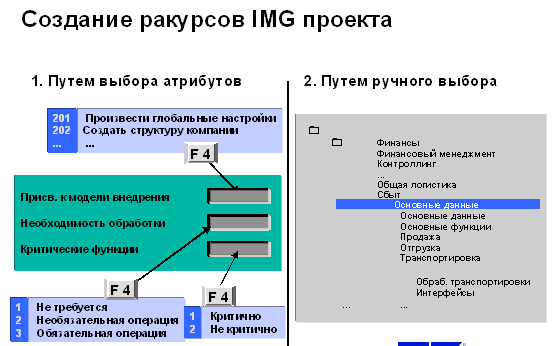 Создание ракурсов IMG проекта
1. Путем выбора атрибутов
201 Произвести глобальные настройки
202 Создать структуру компании
... ...
F 4
Присв. к модели внедрения
Необходимость обработки
Критические функции
F 4
F 4
1 Не требуется
2 Необязательная операция
3 Обязательная операция
1 Критично
2 Не критично
2. Путем ручного выбора
Финансы
Финансовый менеджмент
Контроллинг
...
Общая логистика
Сбыт
Основные данные
Основные данные
Основные функции
Продажа
Отгрузка
Транспортировка
Обраб. транспортировки
Интерфейсы
... ...